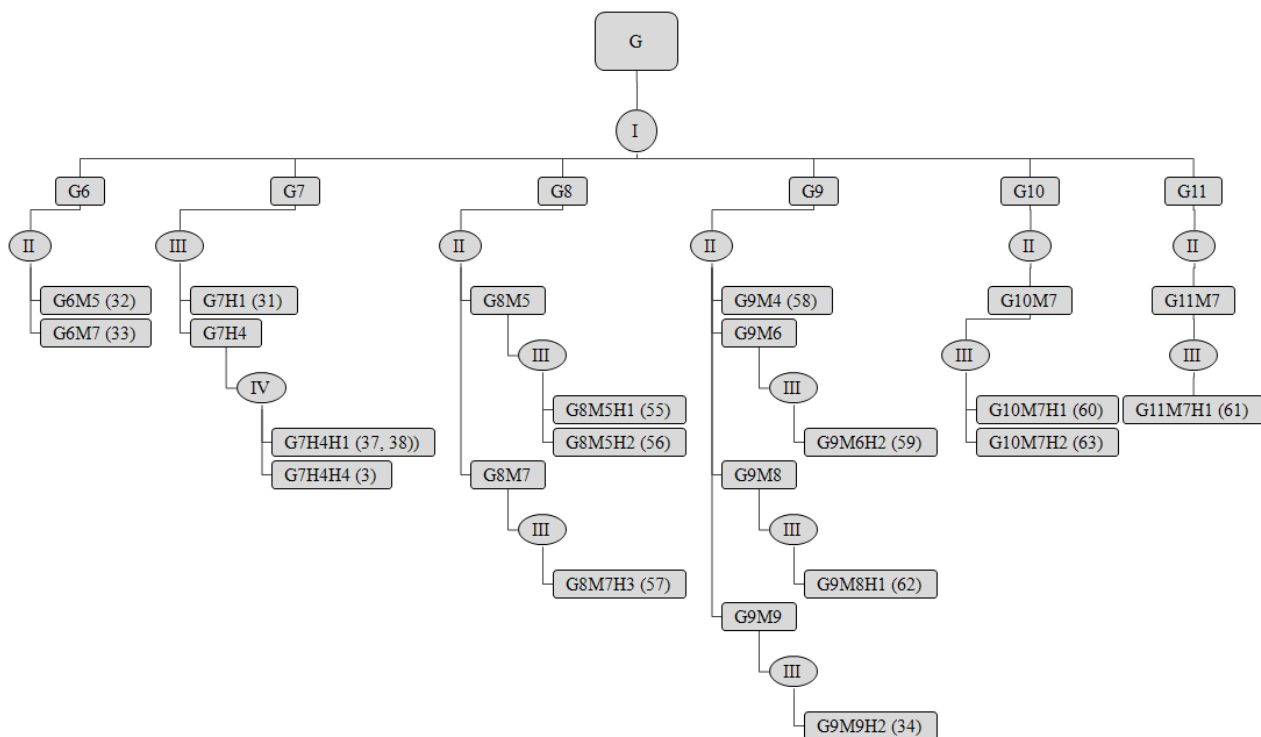 G
I
G6
G7
G8
G9
G10
G11
II
III
II
II
II
II
G6M5 (32)
G7H1 (31)
G8M5
G9M4 (58)
G10M7
G11M7
G6M7 (33)
G7H4
G9M6
III
III
III
IV
III
G8M5H1 (55)
G10M7H1 (60)
G11M7H1 (61)
G7H4H1 (37, 38))
G8M5H2 (56)
G9M6H2 (59)
G10M7H2 (63)
G7H4H4 (3)
G8M7
G9M8
III
III
G8M7H3 (57)
G9M8H1 (62)
G9M9
III
G9M9H2 (34)